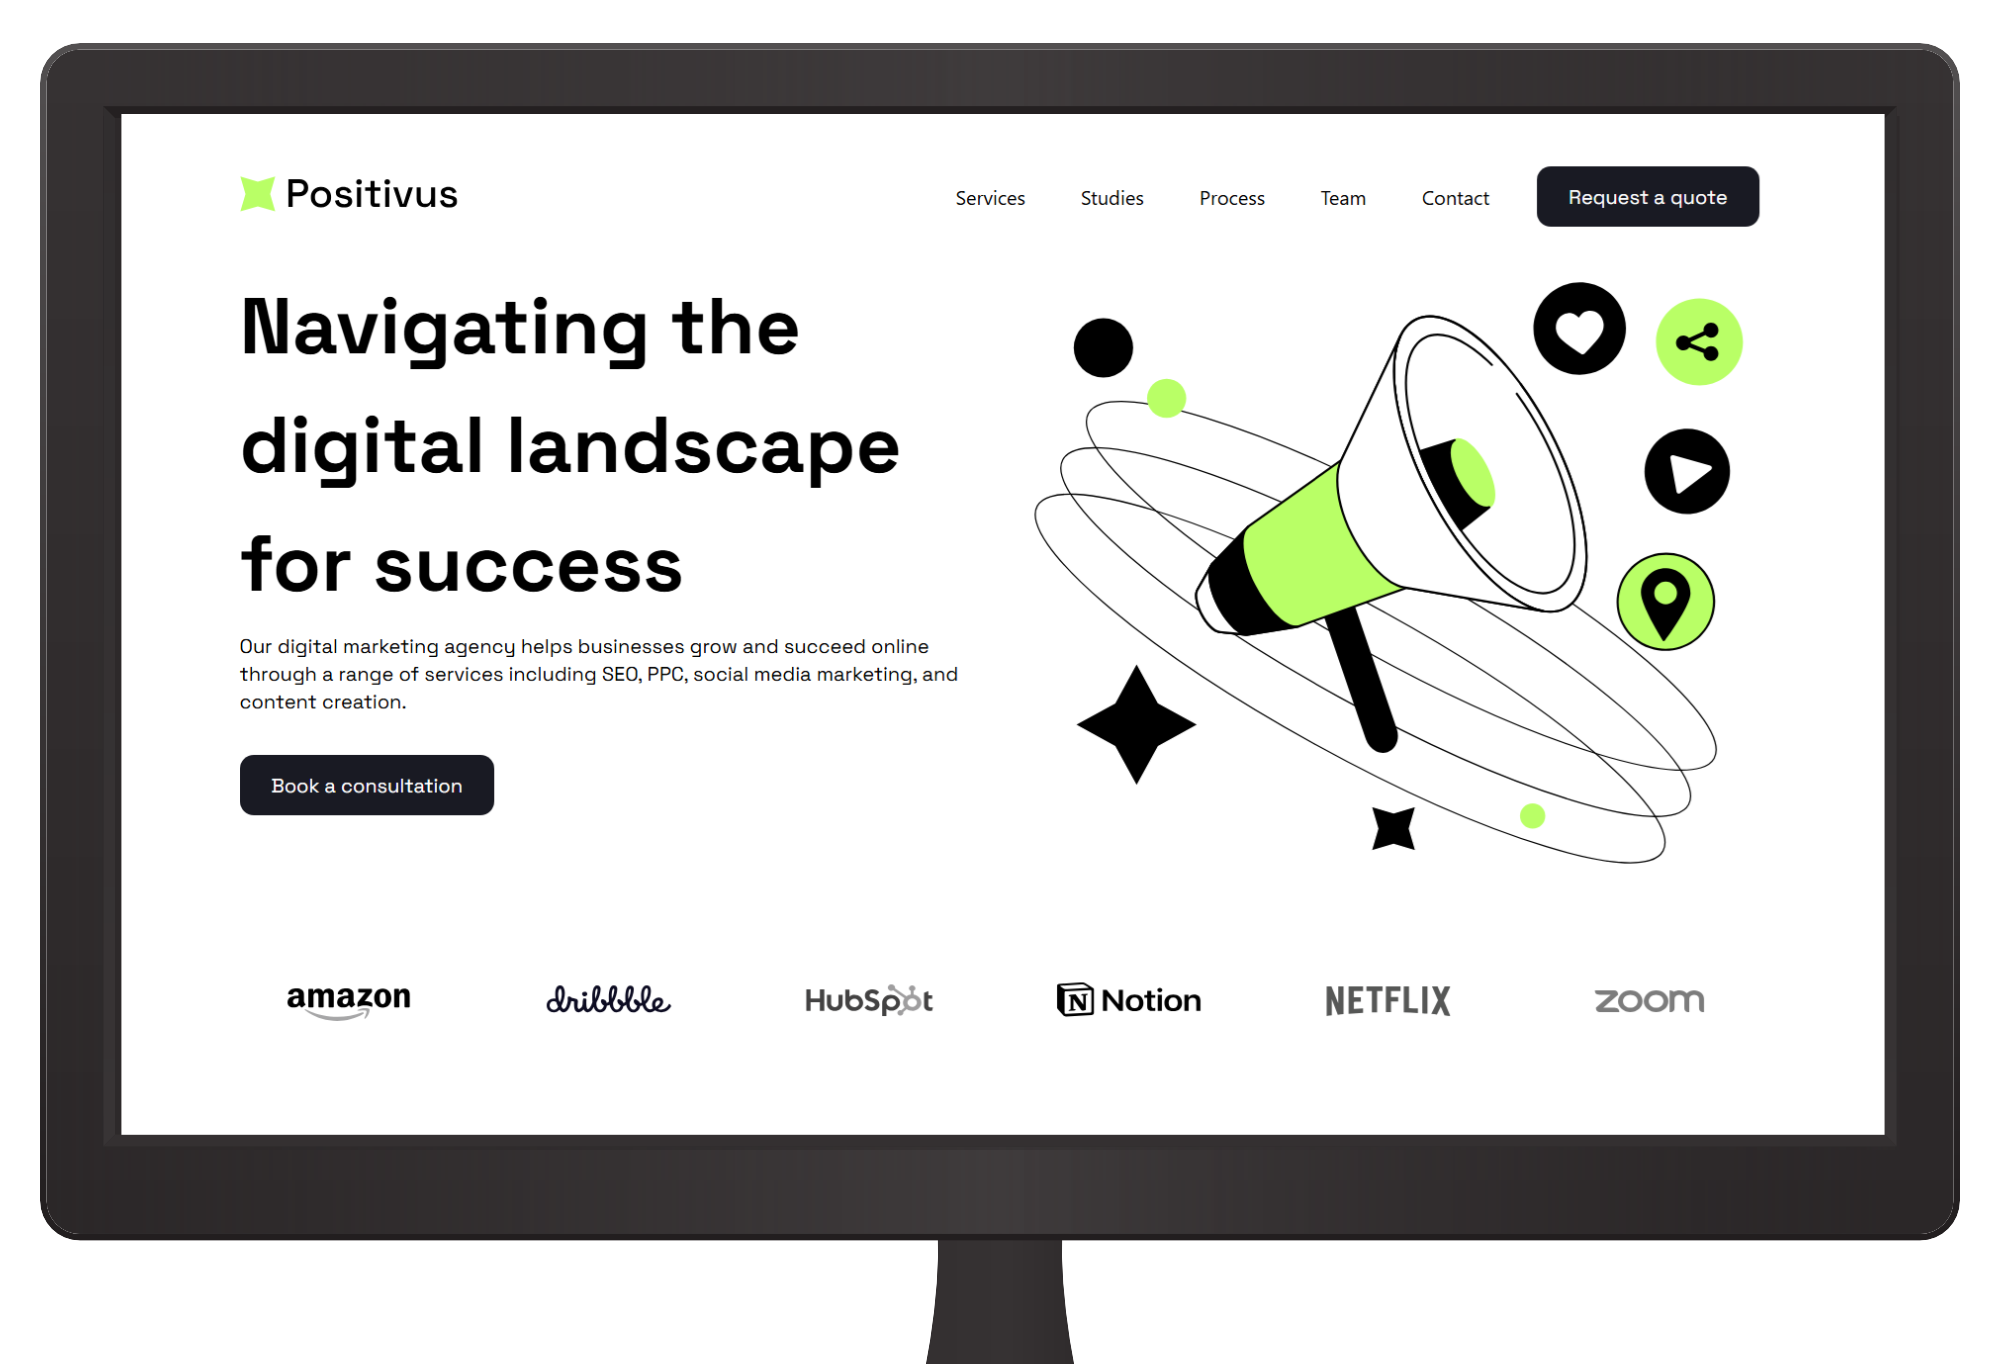 Positivus
Services Studies Process Team Contact Request a quote
Navigating the
digital landscape
for success
Our digital marketing agency helps businesses grow and succeed online
through a range of services including SEO, PPC, social media marketing, and
content creation.
Book a consultation
amazon dribbble HubSpot N Notion NETFLIX zoom